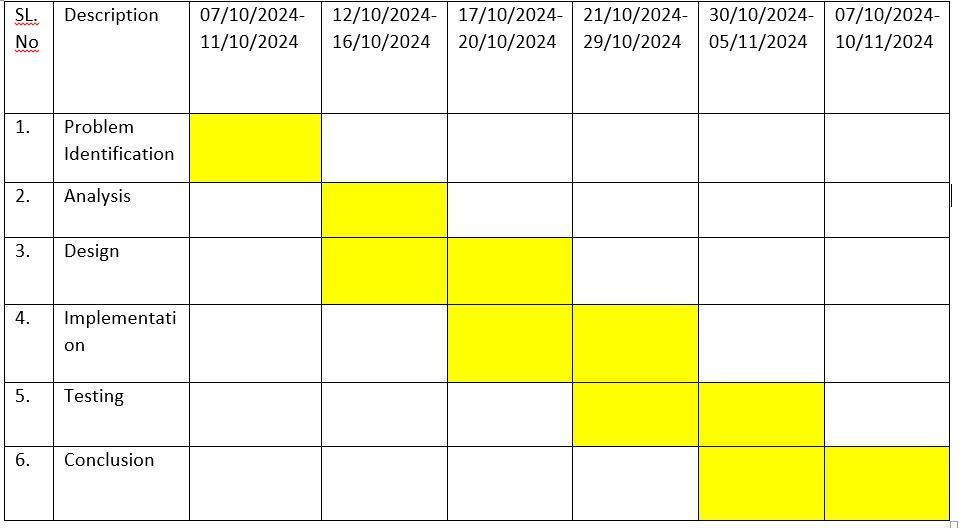 SL. Description 07/10/2024- 12/10/2024- 17/10/2024- 21/10/2024- 30/10/2024- 07/10/2024-
No 11/10/2024 16/10/2024 20/10/2024 29/10/2024 05/11/2024 10/11/2024
1. Problem
Identification
2. Analysis
3. Design
4. Implementati
on
5. Testing
6. Conclusion